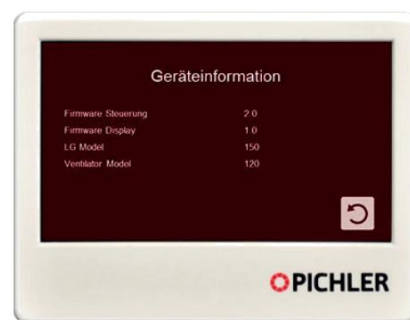 Geräteinformation
Firmware Steuerung 2.0
Firmware Display 1.0
LG Model 150
Ventilator Model 120
PICHLER